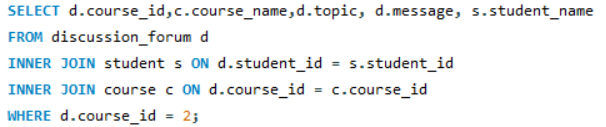 SELECT d.course_id,c.course_name,d.topic, d.message, s.student_name
FROM discussion_forum d
INNER JOIN student s ON d.student_id = s.student_id
INNER JOIN course c ON d.course_id = c.course_id
WHERE d.course_id = 2;